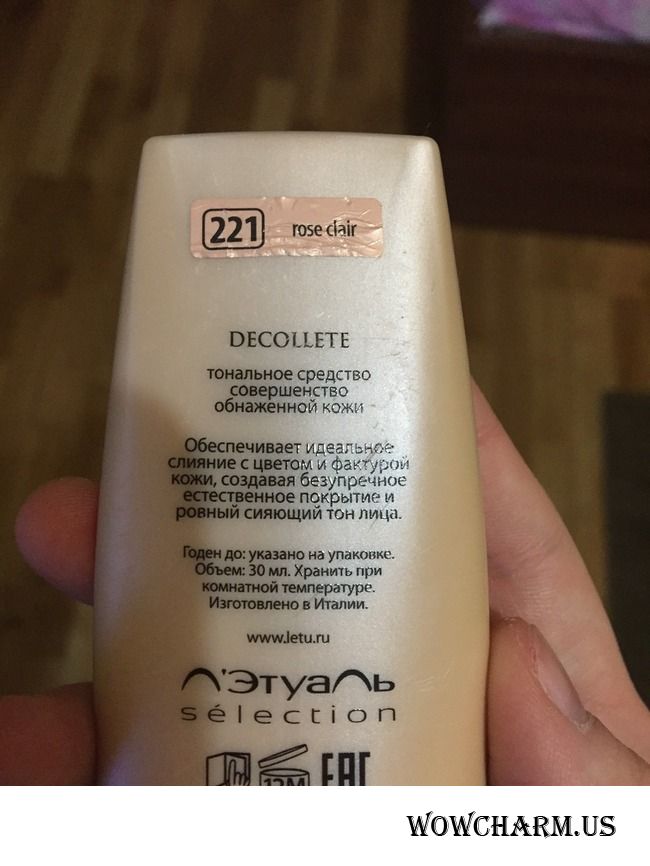 221 rose clair
DECOLLETE
тональное средство
совершенство
обнаженной кожи
Обеспечивает идеальное
слияние с цветом и фактурой
кожи, создавая безупречное
естественное покрытие и
ровный сияющий тон лица.
Годен до: указано на упаковке.
Объем: 30 мл. Хранить при
комнатной температуре.
Изготовлено в Италии.
www.letu.ru
Л'Этуаль
sélection
12M EAC
WOWCHARM.US